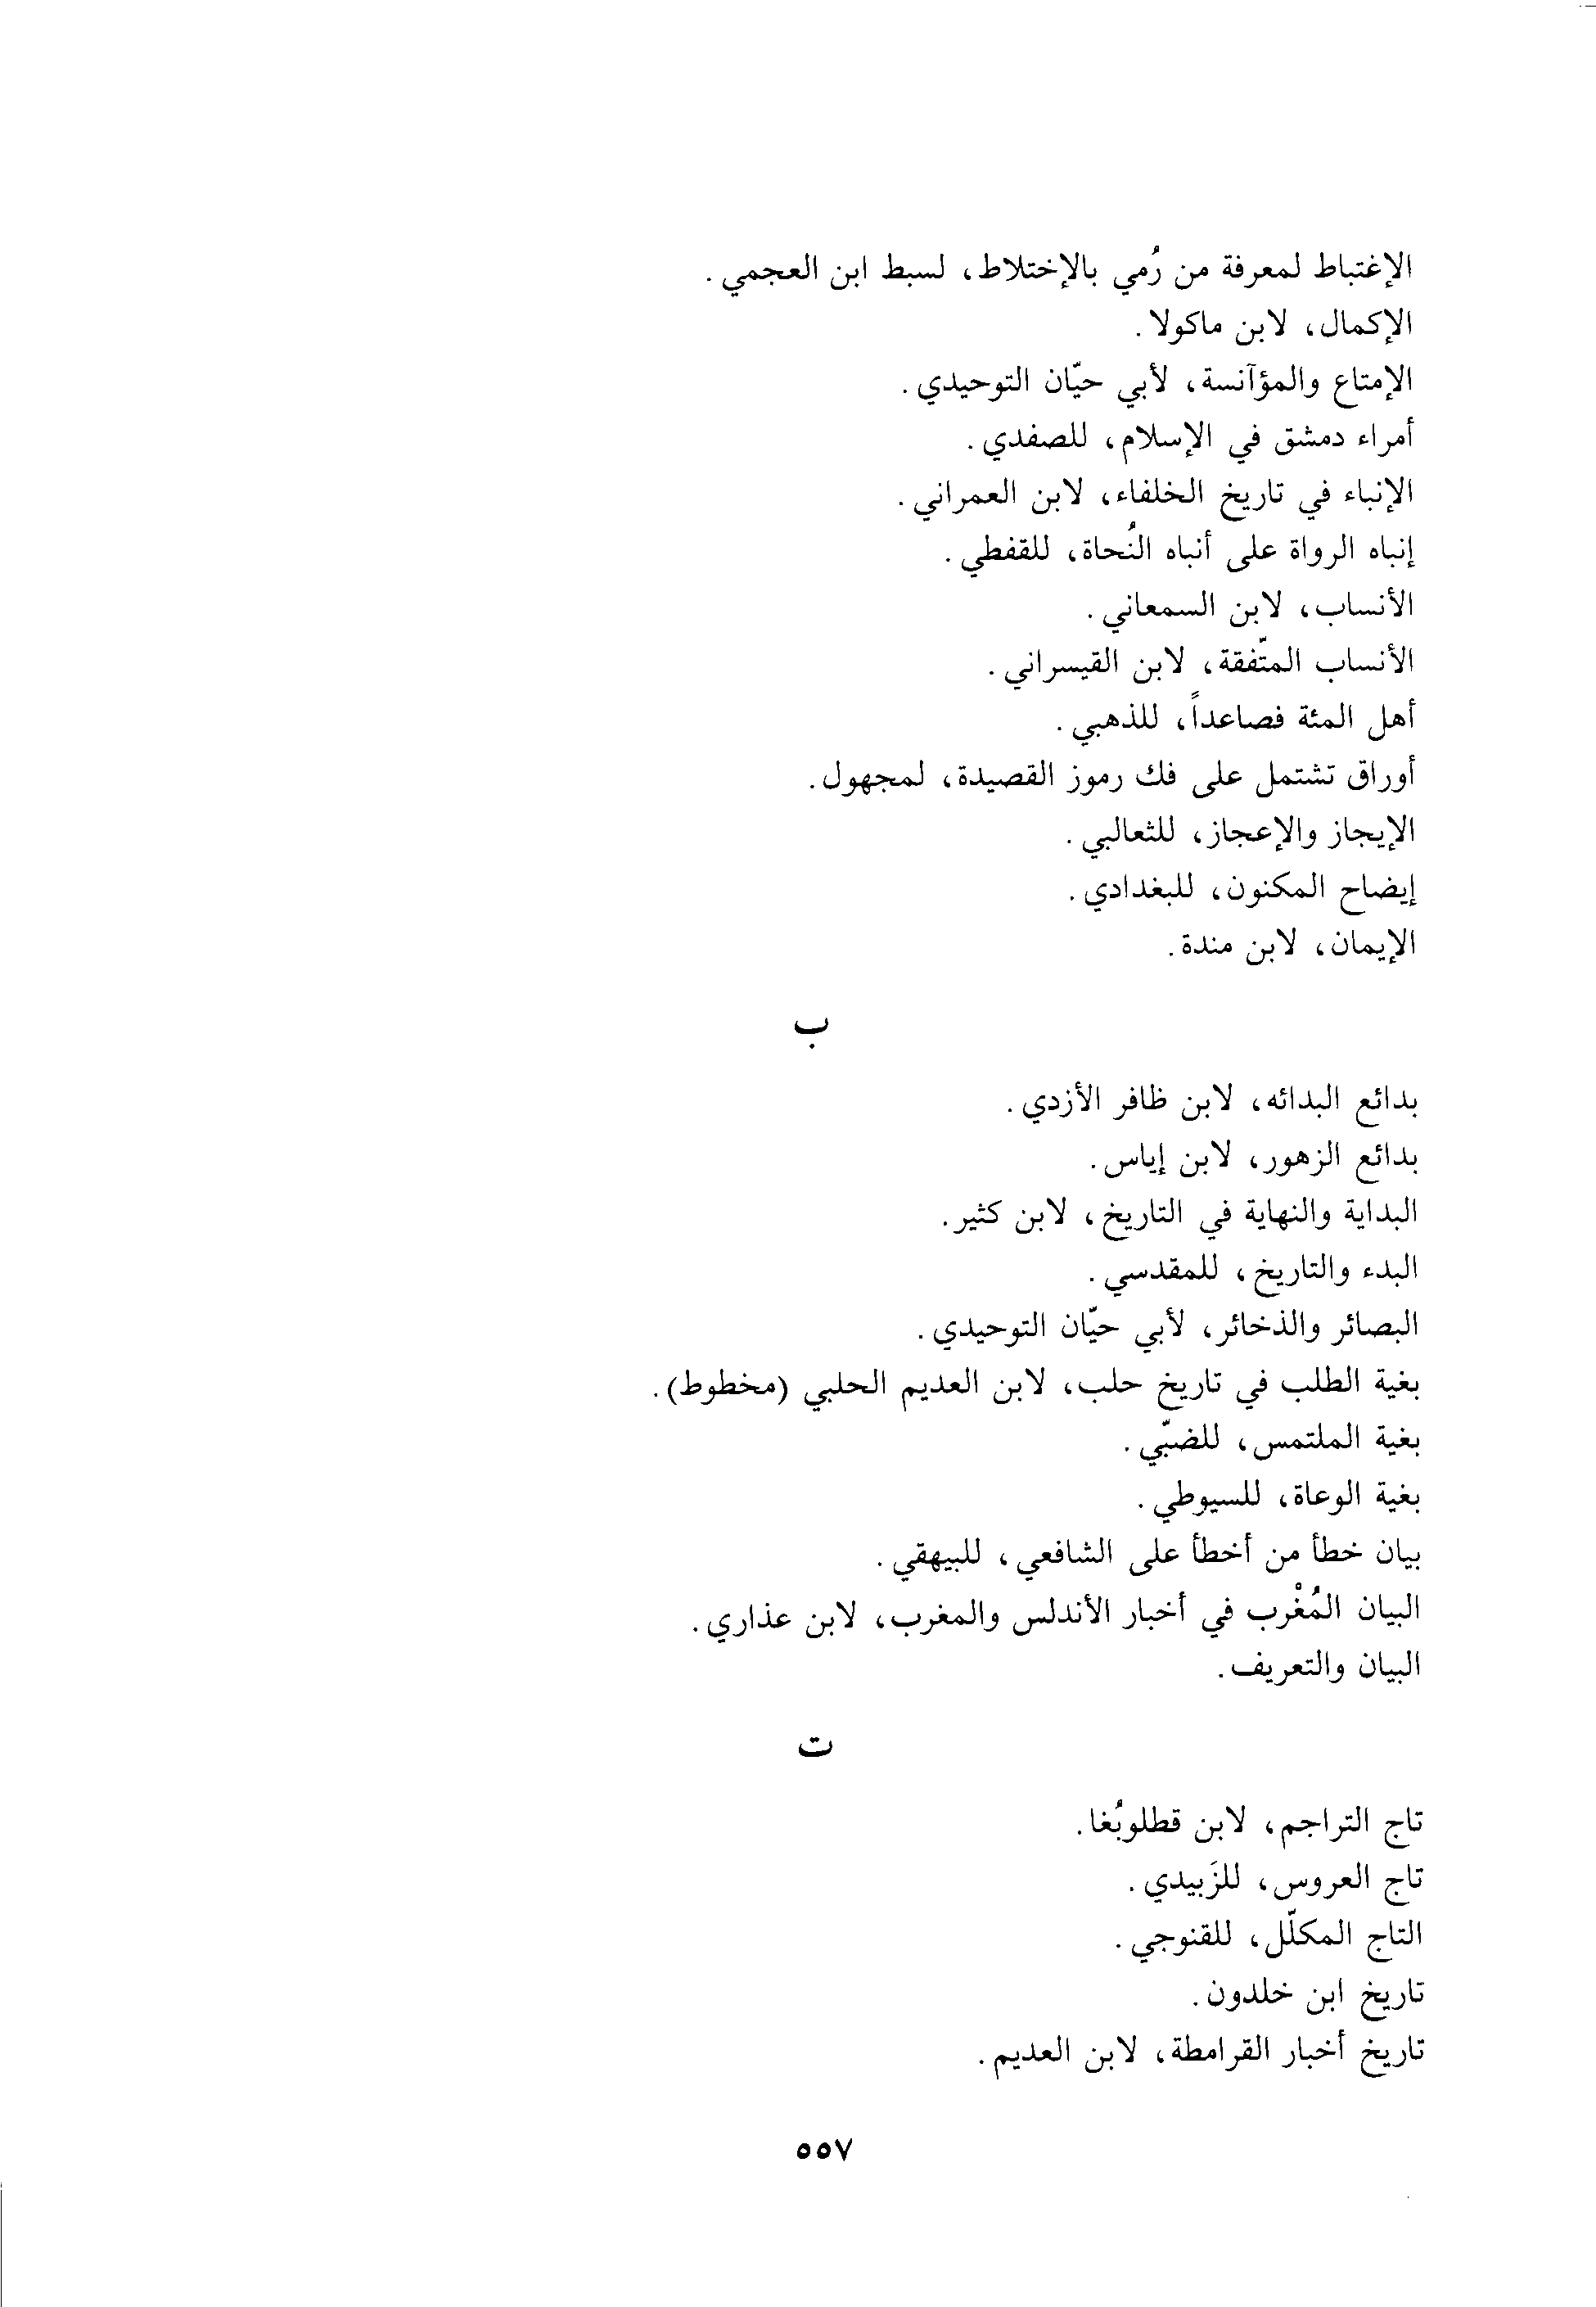 الإغتباط لمعرفة من رُمي بالإختلاط، لسبط ابن العجمي.
الإكمال، لابن ماكولا.
الإمتاع والمؤآنسة، لأبي حيّان التوحيدي.
أمراء دمشق في الإسلام، للصفدي.
الإنباء في تاريخ الخلفاء، لابن العمراني.
إنباه الرواة على أنباه النُحاة، للقفطي.
الأنساب، لابن السمعاني.
الأنساب المتّفقة، لابن القيسراني.
أهل المئة فصاعداً، للذهبي.
أوراق تشتمل على فك رموز القصيدة، لمجهول.
الإيجاز والإعجاز، للثعالبي.
إيضاح المكنون، للبغدادي.
الإيمان، لابن مندة.
ب
بدائع البدائه، لابن ظافر الأزدي.
بدائع الزهور، لابن إياس.
البداية والنهاية في التاريخ، لابن كثير.
البدء والتاريخ، للمقدسي.
البصائر والذخائر، لأبي حيّان التوحيدي.
بغية الطلب في تاريخ حلب، لابن العديم الحلبي (مخطوط).
بغية الملتمس، للضبّي.
بغية الوعاة، للسيوطي.
بيان خطأ من أخطأ على الشافعي، للبيهقي.
البيان المُغْرب في أخبار الأندلس والمغرب، لابن عذاري.
البيان والتعريف.
ت
تاج التراجم، لابن قطلوبُغا.
تاج العروس، للزَبيدي.
التاج المكلّل، للقنوجي.
تاريخ ابن خلدون.
تاريخ أخبار القرامطة، لابن العديم.
٥٥٧